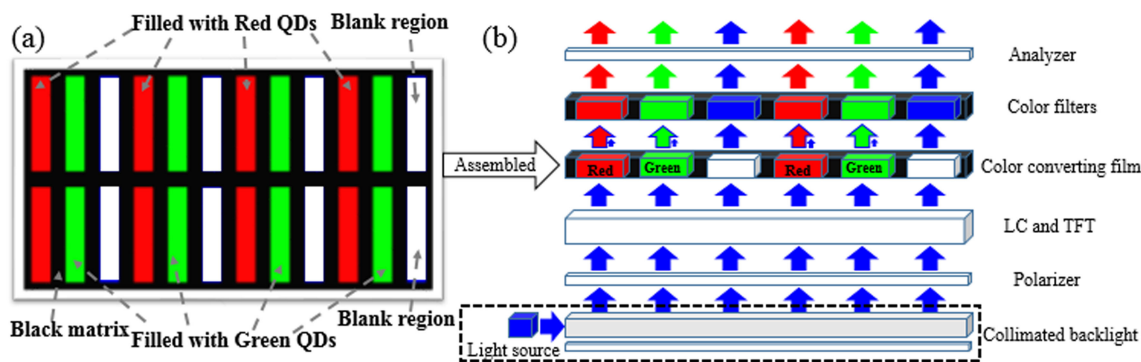 (a)
Filled with Red QDs
Blank region
Black matrix
Filled with Green QDs
Blank region
Assembled
(b)
Analyzer
Color filters
Color converting film
Red
Green
Red
Green
LC and TFT
Polarizer
Collimated backlight
Light source